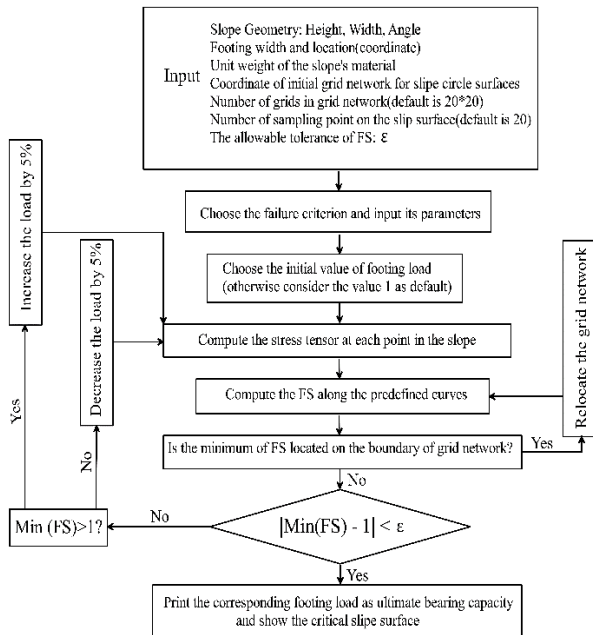 Input
Slope Geometry: Height, Width, Angle
Footing width and location(coordinate)
Unit weight of the slope's material
Coordinate of initial grid network for slipe circle surfaces
Number of grids in grid network(default is 20*20)
Number of sampling point on the slip surface(default is 20)
The allowable tolerance of FS: ε
Choose the failure criterion and input its parameters
Choose the initial value of footing load
(otherwise consider the value 1 as default)
Compute the stress tensor at each point in the slope
Compute the FS along the predefined curves
Is the minimum of FS located on the boundary of grid network?
Yes
Relocate the grid network
No
|Min(FS) - 1| < ε
No
Min (FS)>1?
Yes
Increase the load by 5%
No
Decrease the load by 5%
Yes
Print the corresponding footing load as ultimate bearing capacity
and show the critical slipe surface